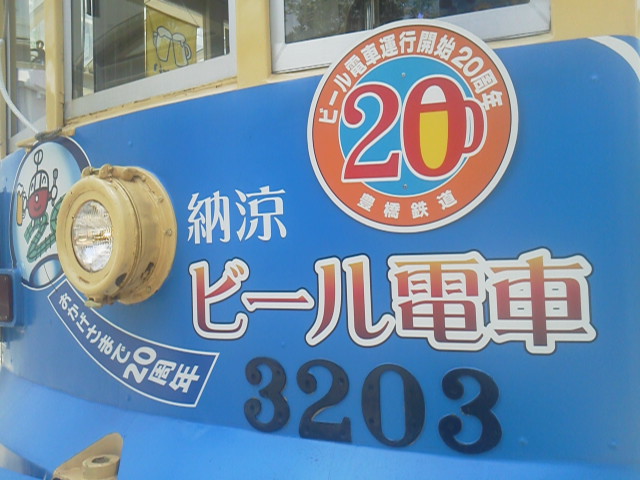 ビール電車運行開始20周年
20
豊橋鉄道
納涼
ビール電車
おかげさまで20周年
3203